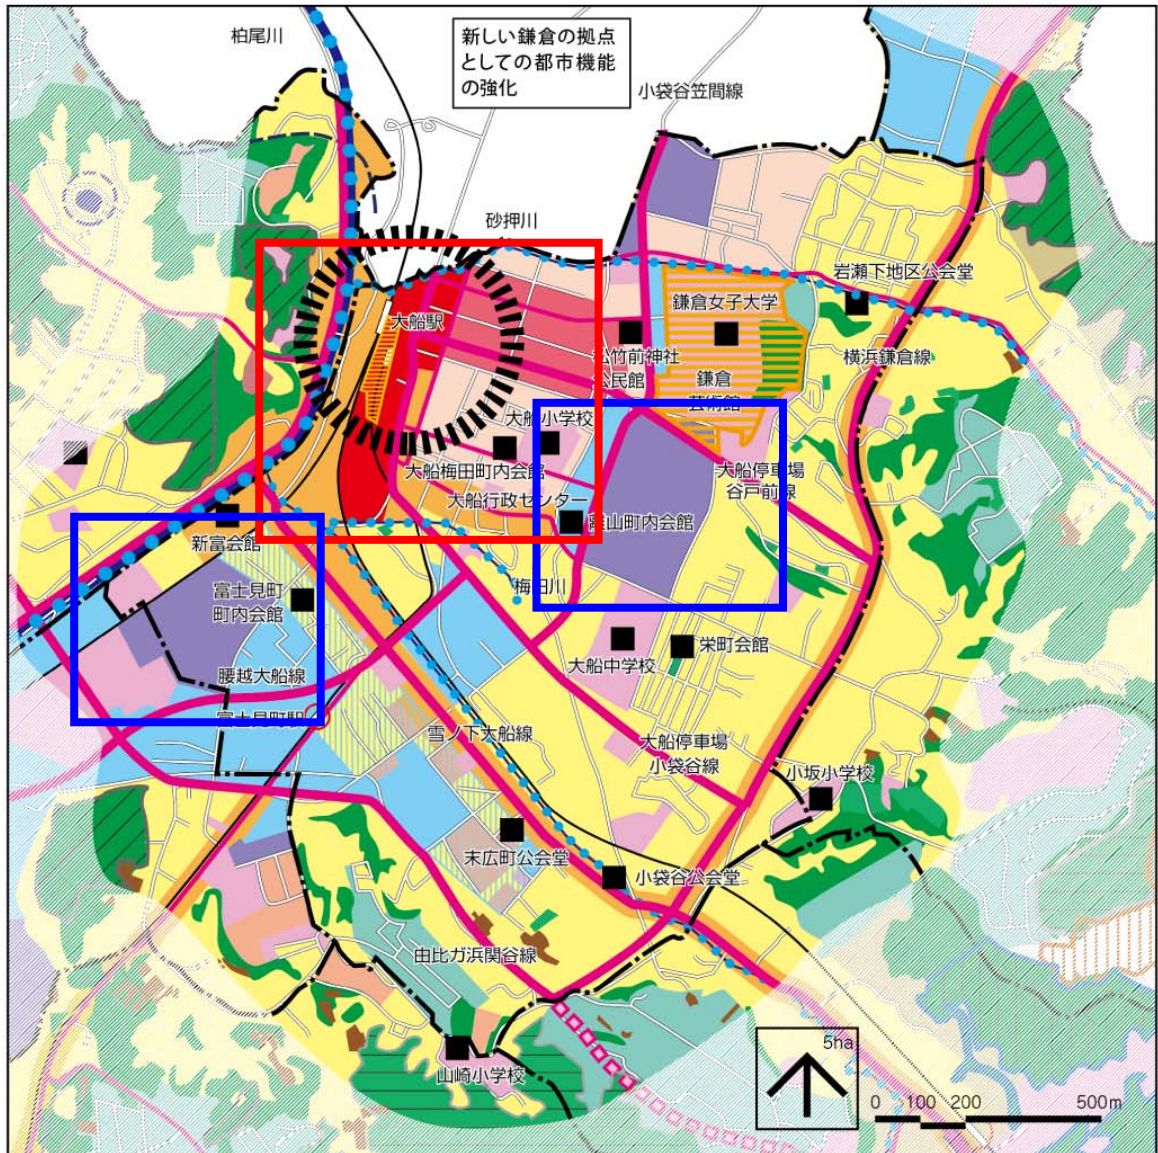 柏尾川
新しい鎌倉の拠点
としての都市機能
の強化
小袋谷笠間線
砂押川
岩瀬下地区公会堂
鎌倉女子大学
大船駅
松竹前神社
公民館
横浜鎌倉線
鎌倉
芸術館
大船小学校
大船梅田町内会館
大船停車場
谷戸前線
大船行政センター
離山町内会館
新富会館
富士見町
町内会館
梅田川
大船中学校
栄町会館
腰越大船線
富士見町駅
雪ノ下大船線
大船停車場
小袋谷線
小坂小学校
末広町公会堂
小袋谷公会堂
由比ガ浜関谷線
山崎小学校
5ha
0 100 200 500m